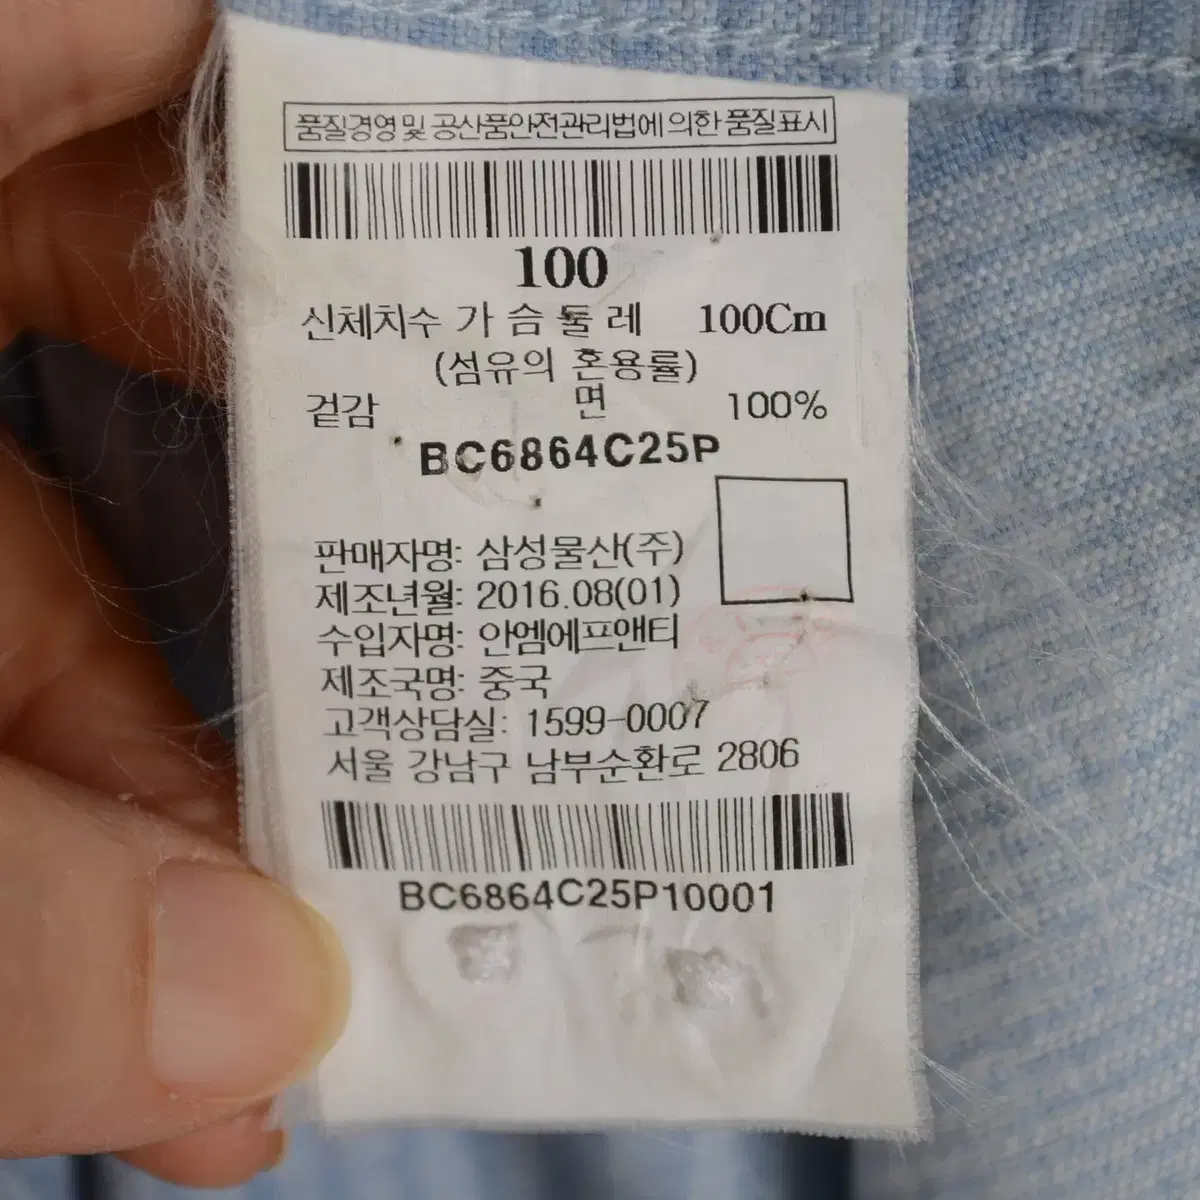 품질경영 및 공산품안전관리법에 의한 품질표시
100
신체치수 가 슴 둘 레 100Cm
(섬유의 혼용률)
겉감 면 100%
BC6864C25P
판매자명: 삼성물산(주)
제조년월: 2016.08(01)
수입자명: 안엠에프앤티
제조국명: 중국
고객상담실: 1599-0007
서울 강남구 남부순환로 2806
BC6864C25P10001